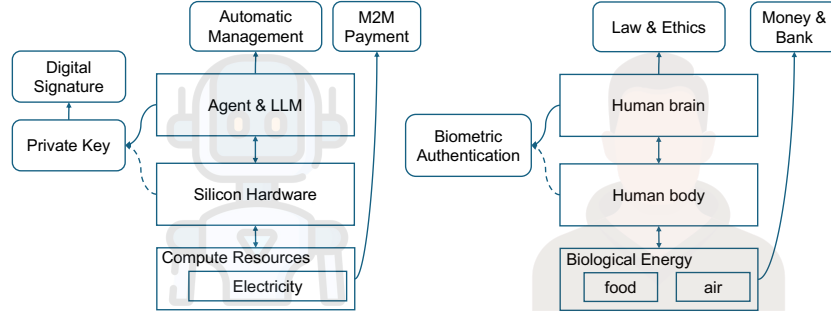 Automatic
Management
M2M
Payment
Digital
Signature
Agent & LLM
Private Key
Silicon Hardware
Compute Resources
Electricity
Law & Ethics
Money &
Bank
Human brain
Biometric
Authentication
Human body
Biological Energy
food
air